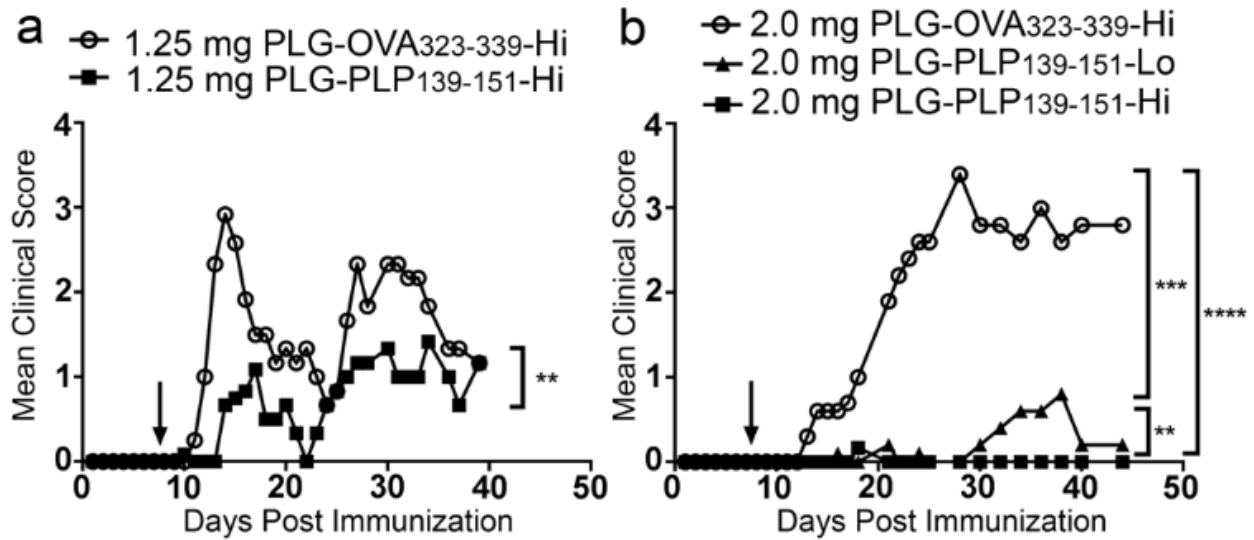 a
1.25 mg PLG-OVA323-339-Hi
1.25 mg PLG-PLP139-151-Hi
Mean Clinical Score
4
3
2
1
0
0 10 20 30 40 50
Days Post Immunization
**
b
2.0 mg PLG-OVA323-339-Hi
2.0 mg PLG-PLP139-151-Lo
2.0 mg PLG-PLP139-151-Hi
Mean Clinical Score
4
3
2
1
0
0 10 20 30 40 50
Days Post Immunization
***
****
**